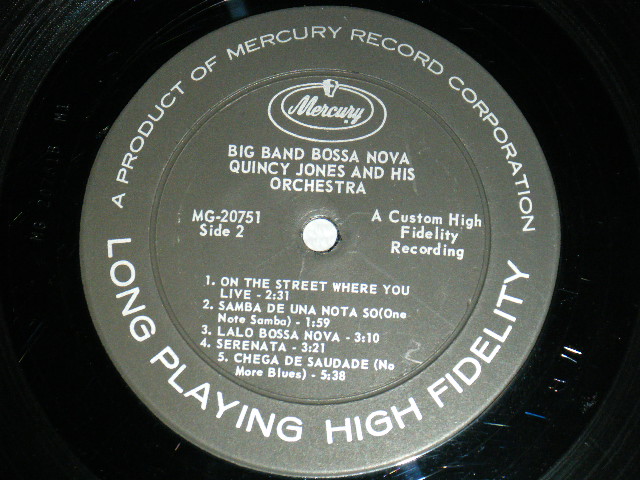 A PRODUCT OF MERCURY RECORD CORPORATION
Mercury
BIG BAND BOSSA NOVA
QUINCY JONES AND HIS
ORCHESTRA
MG-20751
Side 2
A Custom High
Fidelity
Recording
1. ON THE STREET WHERE YOU
LIVE - 2:31
2. SAMBA DE UNA NOTA SO(One
Note Samba) - 1:59
3. LALO BOSSA NOVA - 3:10
4. SERENATA - 3:21
5. CHEGA DE SAUDADE (No
More Blues) - 5:38
LONG PLAYING HIGH FIDELITY